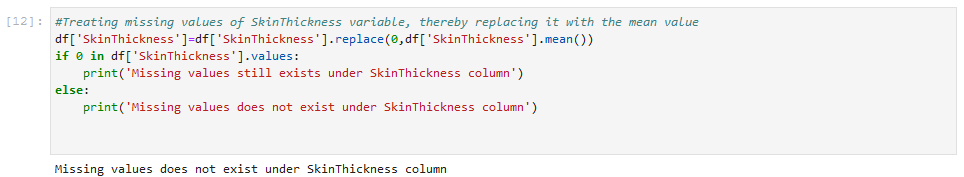 [12]: #Treating missing values of SkinThickness variable, thereby replacing it with the mean value
df['SkinThickness']=df['SkinThickness'].replace(0,df['SkinThickness'].mean())
if 0 in df['SkinThickness'].values:
    print('Missing values still exists under SkinThickness column')
else:
    print('Missing values does not exist under SkinThickness column')
Missing values does not exist under SkinThickness column